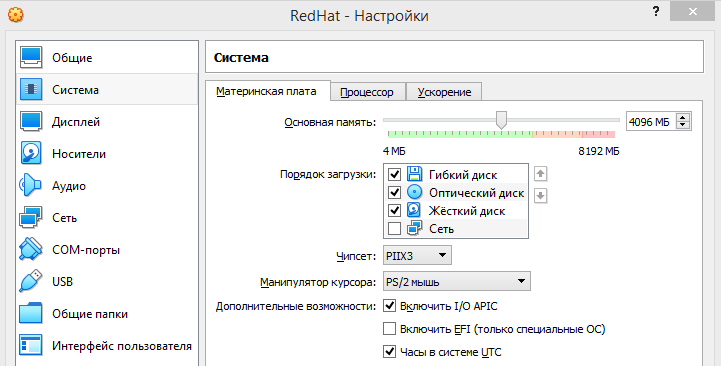 RedHat - Настройки
?
Общие
Система
Дисплей
Носители
Аудио
Сеть
COM-порты
USB
Общие папки
Интерфейс пользователя
Система
Материнская плата Процессор Ускорение
Основная память: 4096 МБ
4 МБ 8192 МБ
Порядок загрузки: Гибкий диск
Оптический диск
Жёсткий диск
Сеть
Чипсет: PIIX3
Манипулятор курсора: PS/2 мышь
Дополнительные возможности: Включить I/O APIC
Включить EFI (только специальные ОС)
Часы в системе UTC